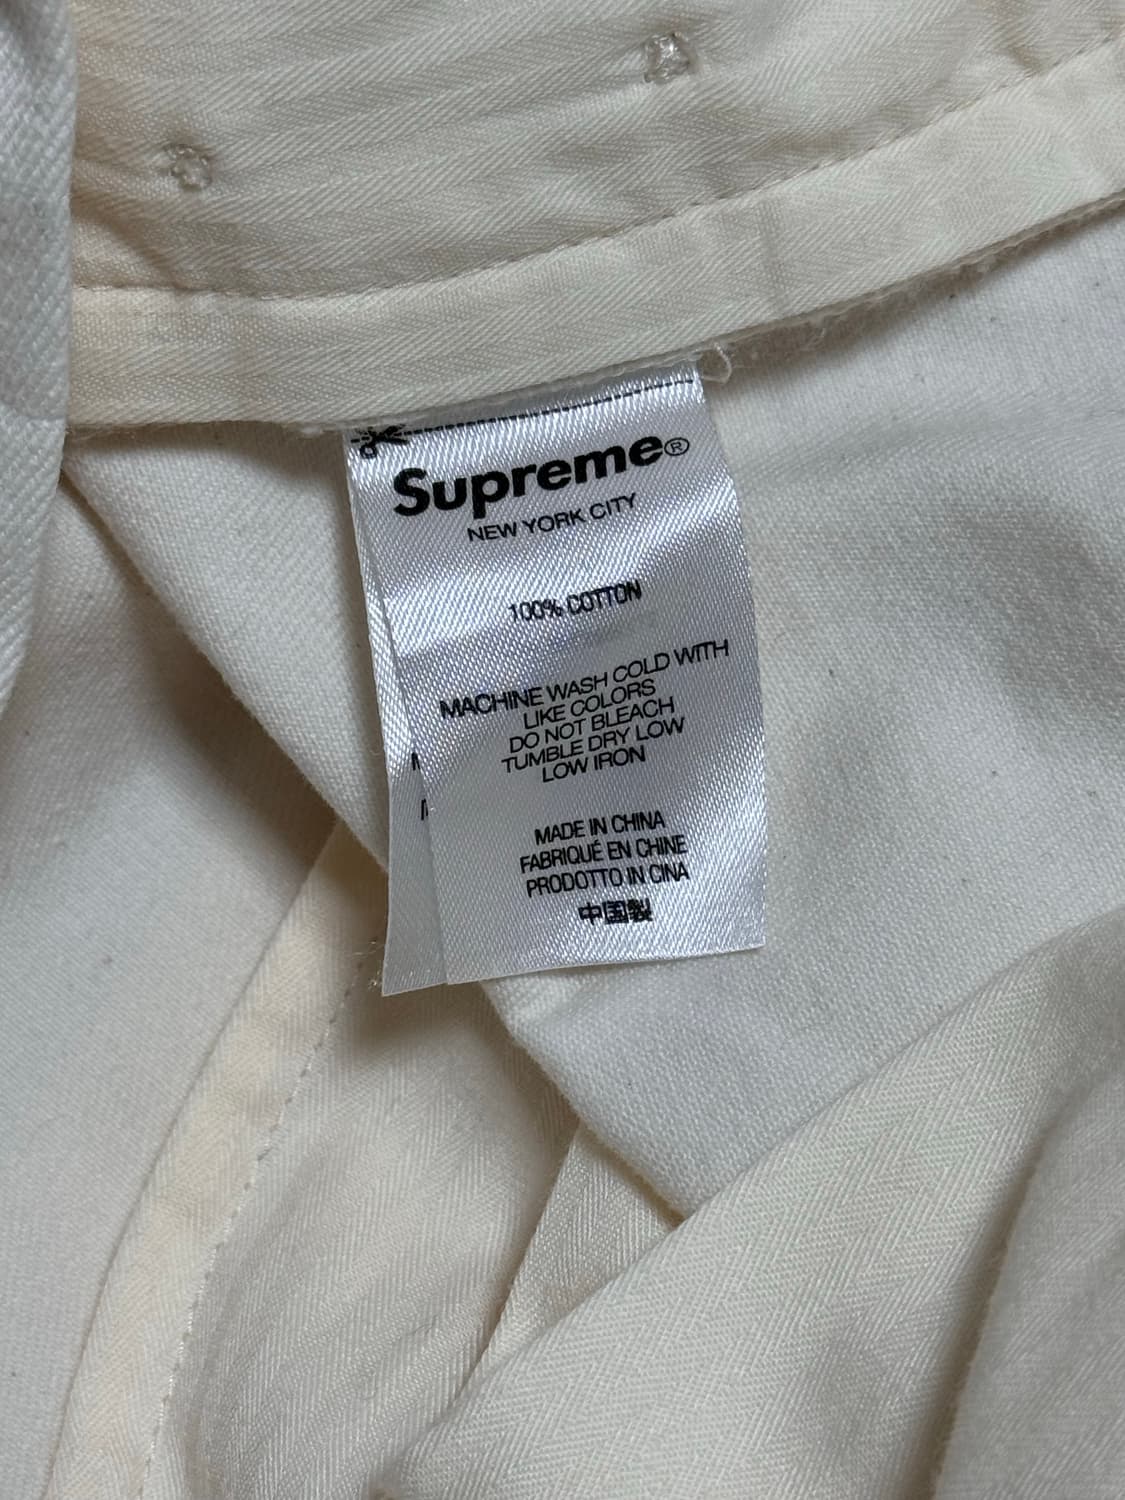 Supreme®
NEW YORK CITY
100% COTTON
MACHINE WASH COLD WITH
LIKE COLORS
DO NOT BLEACH
TUMBLE DRY LOW
LOW IRON
MADE IN CHINA
FABRIQUÉ EN CHINE
PRODOTTO IN CINA
中国製